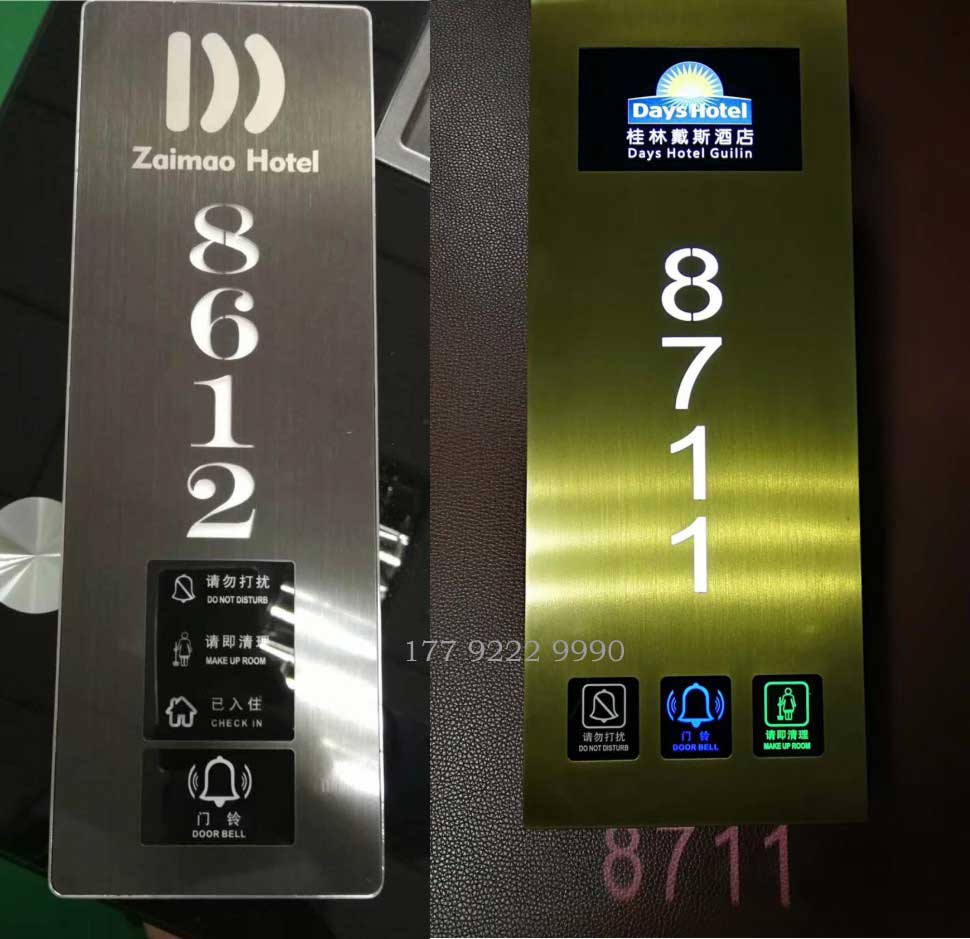 Zaimao Hotel
8
6
1
2
请勿打扰
DO NOT DISTURB
请即清理
MAKE UP ROOM
已入住
CHECK IN
门 铃
DOOR BELL
Days Hotel
桂林戴斯酒店
Days Hotel Guilin
8
7
1
1
请勿打扰
DO NOT DISTURB
门 铃
DOOR BELL
请即清理
MAKE UP ROOM
8711
177 9222 9990